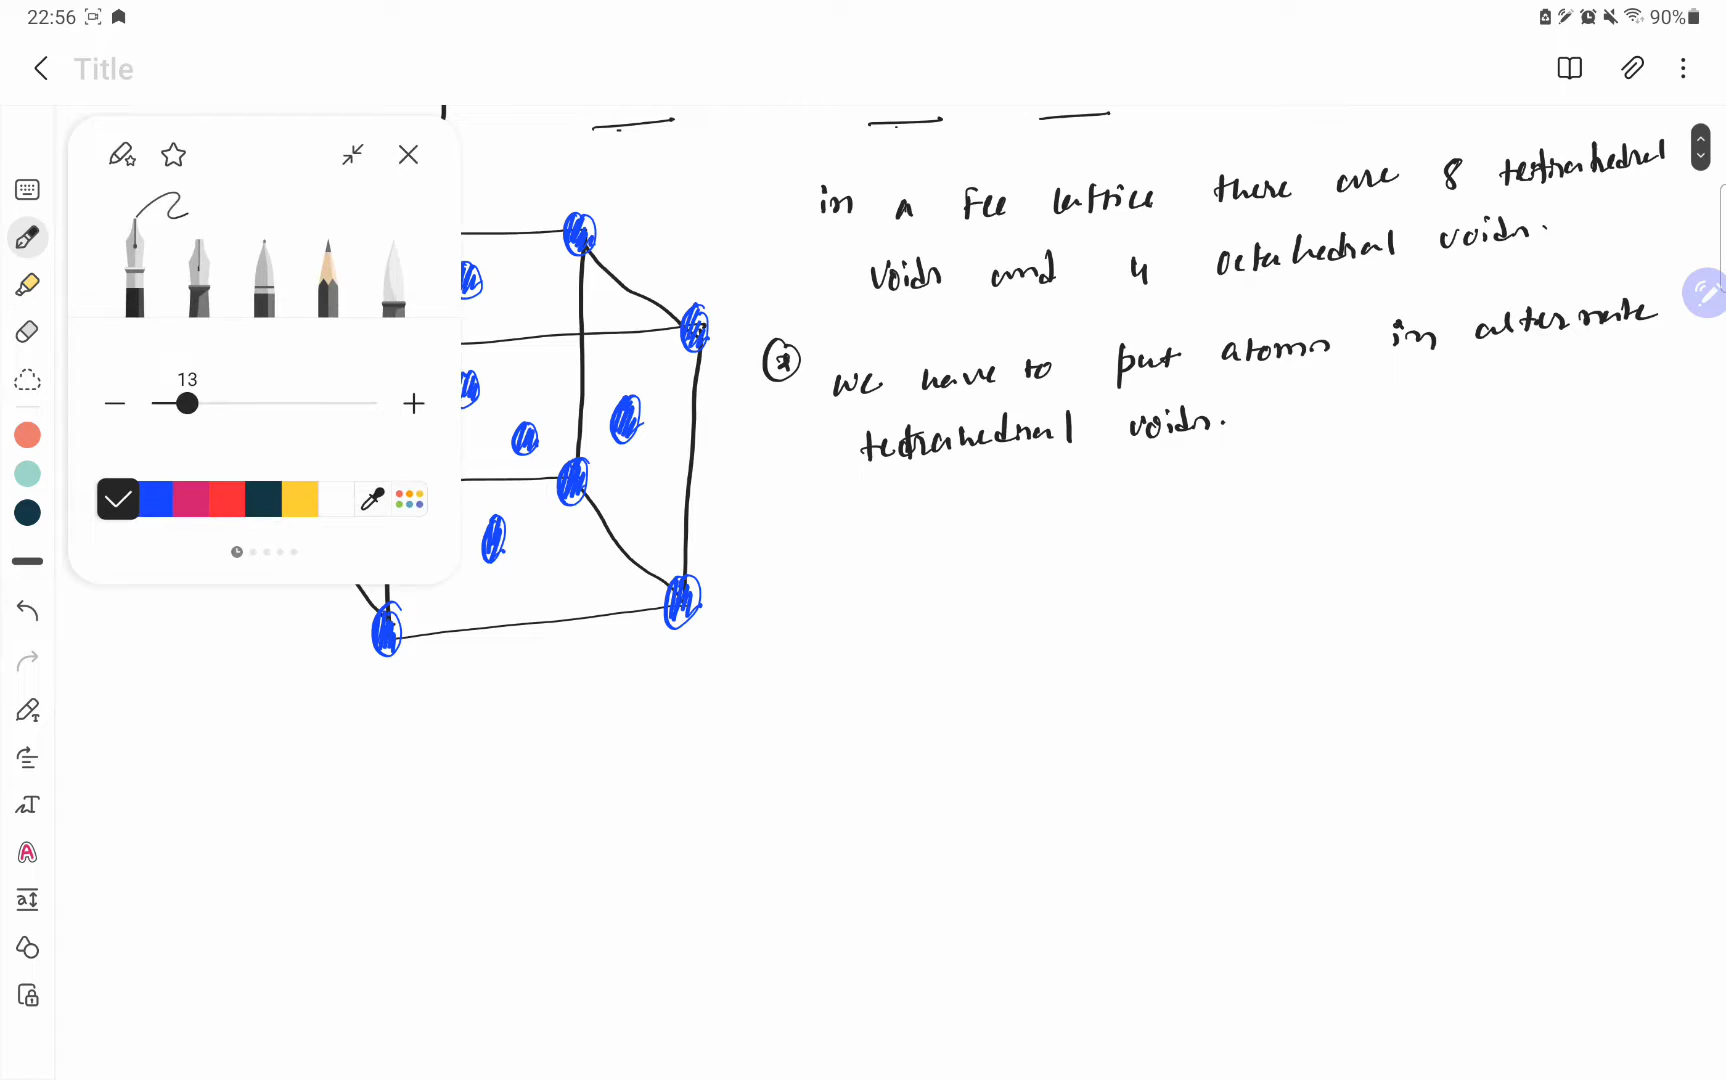 22:56
90%
Title
in a FCC lattice there are 8 tetrahedral
voids and 4 octahedral voids.
13
② we have to put atoms in alternate
tetrahedral voids.